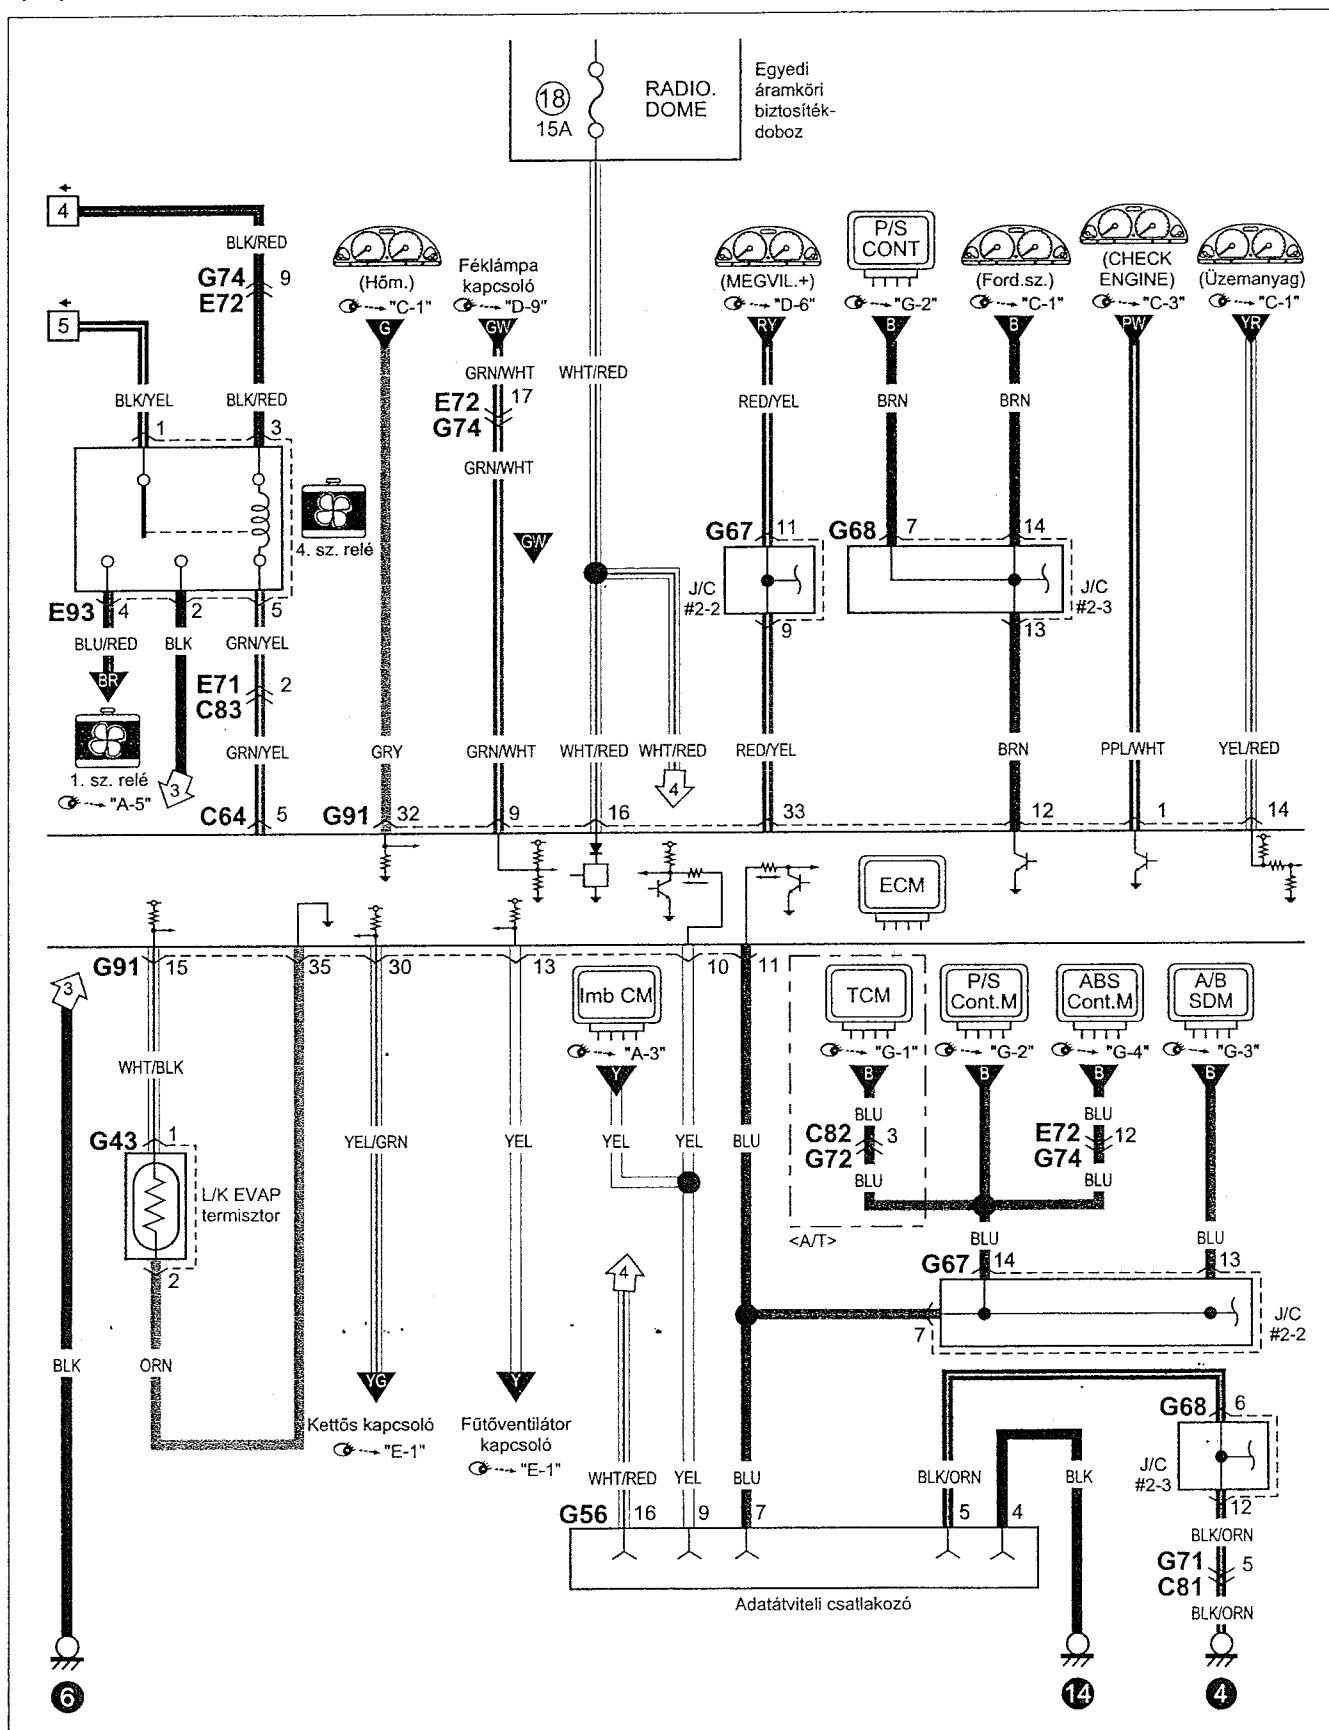 18
15A
RADIO.
DOME
Egyedi
áramköri
biztosíték-
doboz
4
BLK/RED
G74 9
E72
5
BLK/YEL
BLK/RED
1
3
4. sz. relé
E93 4
2
5
BLU/RED
BLK
GRN/YEL
BR
E71 2
C83
GRN/YEL
1. sz. relé
"A-5"
3
C64 5
(Hőm.)
"C-1"
G
GRY
G91 32
Féklámpa
kapcsoló
"D-9"
GW
GRN/WHT
E72 17
G74
GRN/WHT
GW
GRN/WHT
9
WHT/RED
WHT/RED
16
WHT/RED
4
(MEGVIL.+)
"D-6"
RY
RED/YEL
G67 11
J/C
#2-2
9
RED/YEL
33
P/S
CONT
"G-2"
B
BRN
G68 7
(Ford.sz.)
"C-1"
B
BRN
14
J/C
#2-3
13
BRN
12
(CHECK
ENGINE)
"C-3"
PW
PPL/WHT
1
(Üzemanyag)
"C-1"
YR
YEL/RED
14
ECM
G91 15
35
30
13
10
11
3
WHT/BLK
G43 1
L/K EVAP
termisztor
2
BLK
ORN
YEL/GRN
YG
Kettős kapcsoló
"E-1"
YEL
Y
Fűtőventilátor
kapcsoló
"E-1"
Imb CM
"A-3"
Y
YEL
YEL
BLU
TCM
"G-1"
B
BLU
C82 3
G72
BLU
<A/T>
P/S
Cont.M
"G-2"
B
BLU
ABS
Cont.M
"G-4"
B
BLU
E72 12
G74
BLU
A/B
SDM
"G-3"
B
BLU
G67 14
13
7
J/C
#2-2
4
WHT/RED
YEL
BLU
BLK/ORN
BLK
G56 16
9
7
5
4
Adatátviteli csatlakozó
G68 6
J/C
#2-3
12
BLK/ORN
G71 5
C81
BLK/ORN
6
14
4